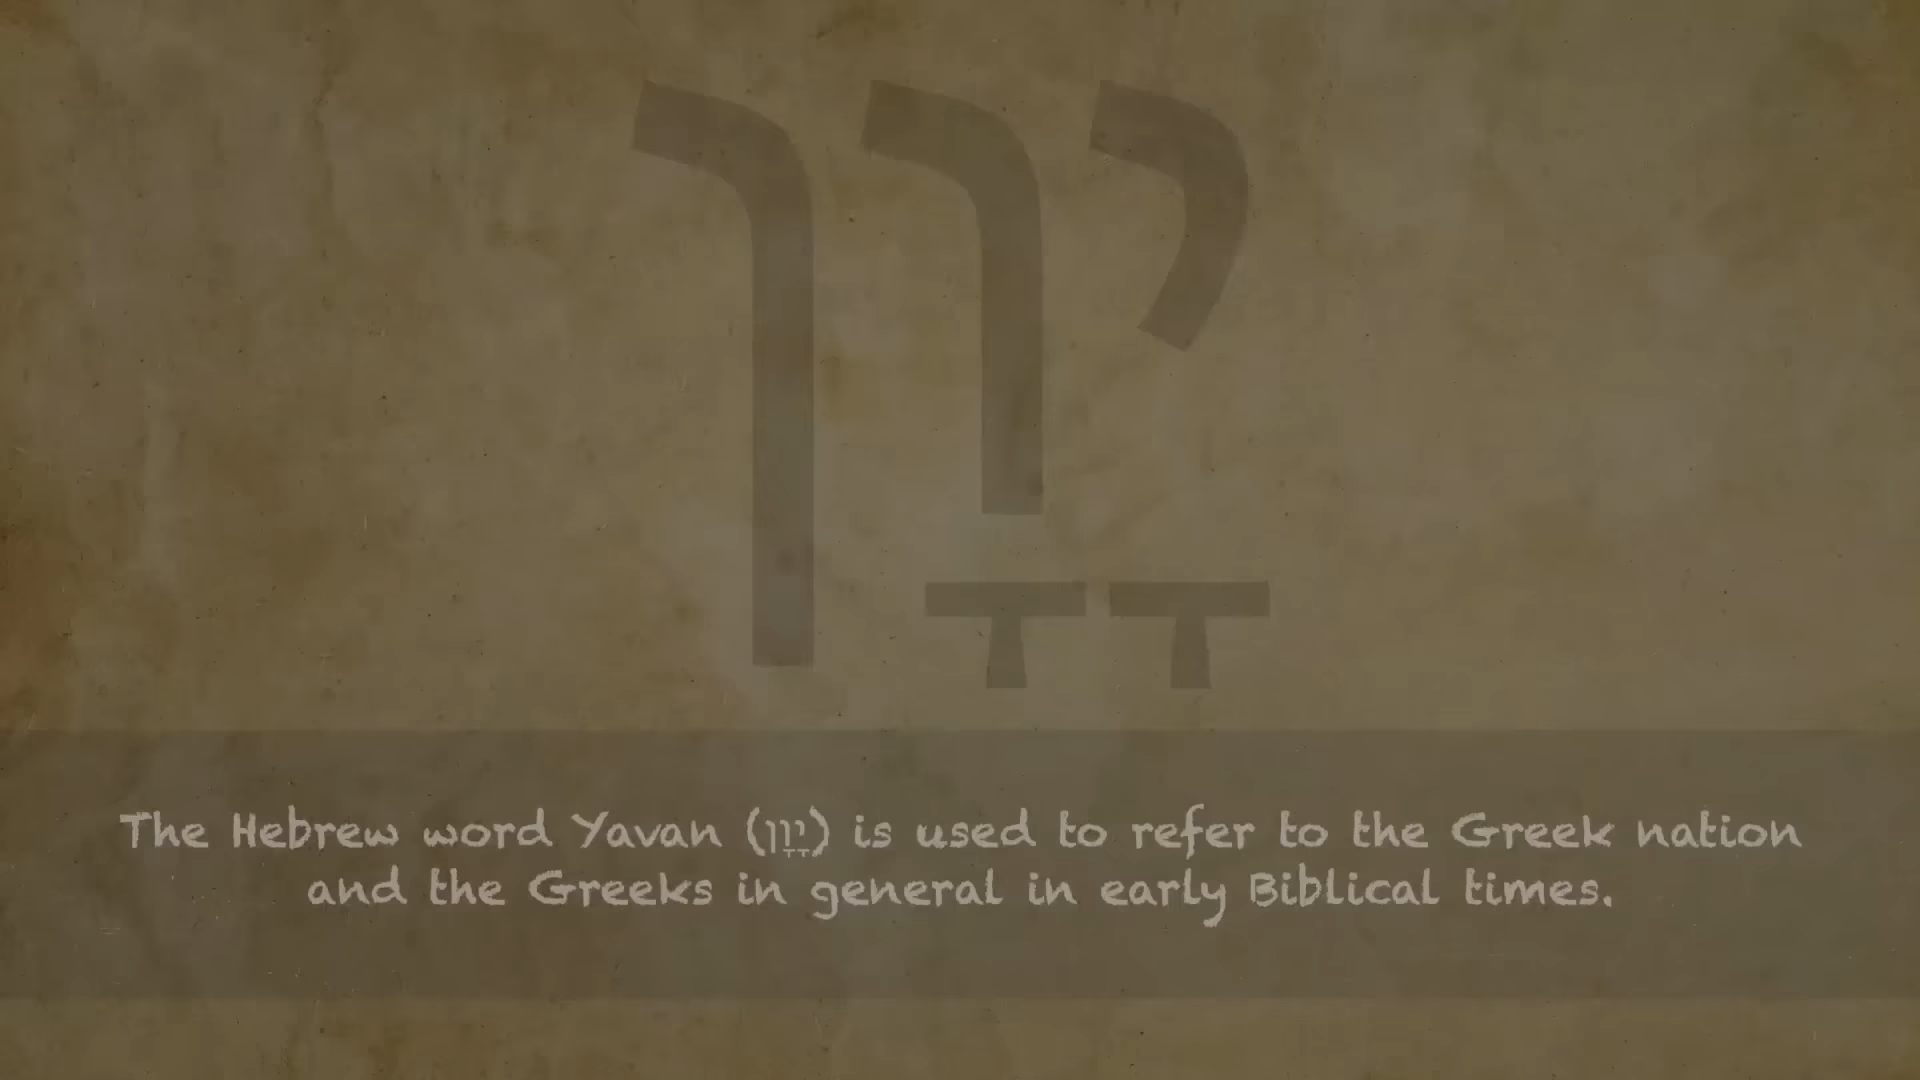 יָוָן
The Hebrew word Yavan (יָוָן) is used to refer to the Greek nation
and the Greeks in general in early Biblical times.